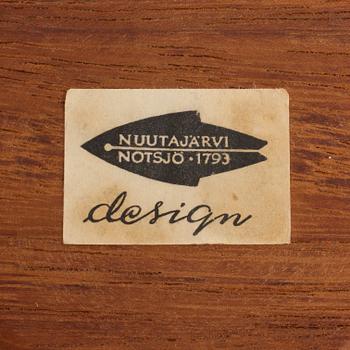 NUUTAJÄRVI
NOTSJÖ · 1793
design